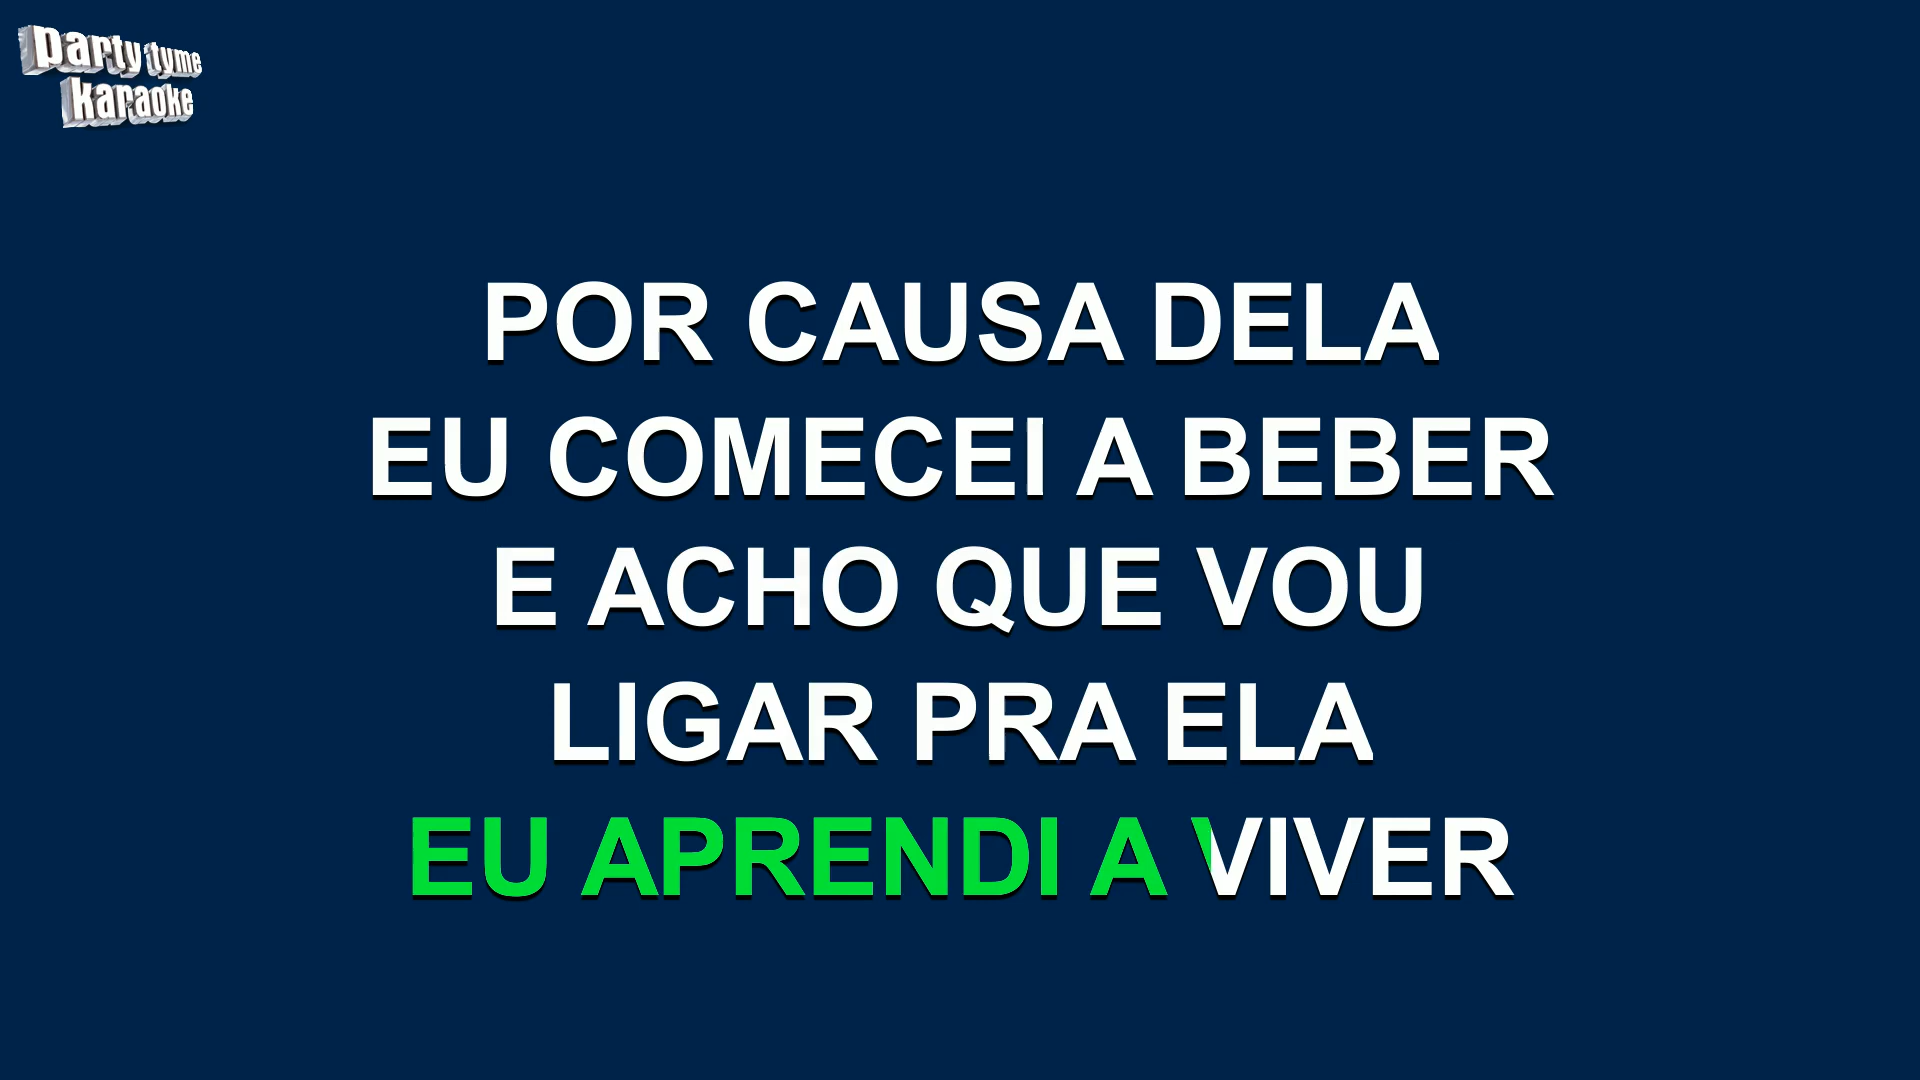 party tyme
karaoke
POR CAUSA DELA
EU COMECEI A BEBER
E ACHO QUE VOU
LIGAR PRA ELA
EU APRENDI A VIVER